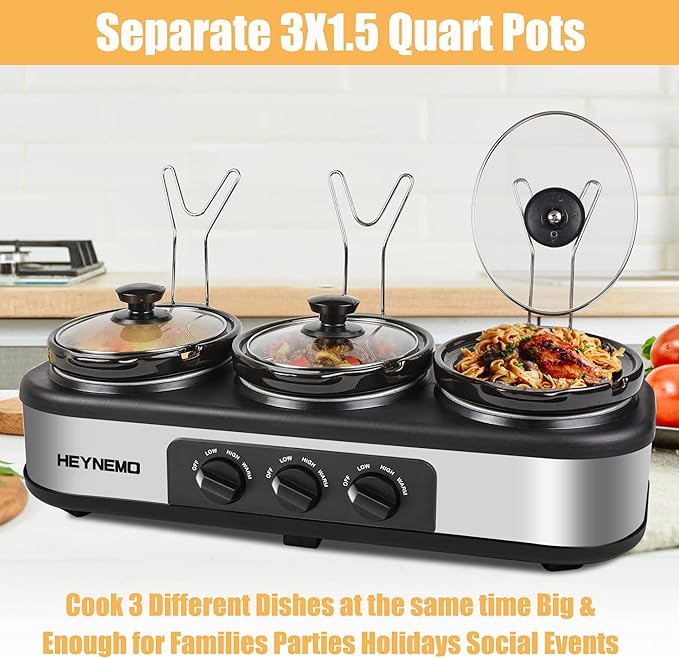 Separate 3X1.5 Quart Pots
HEYNEMO
OFF LOW HIGH WARM
OFF LOW HIGH WARM
OFF LOW HIGH WARM
Cook 3 Different Dishes at the same time Big &
Enough for Families Parties Holidays Social Events